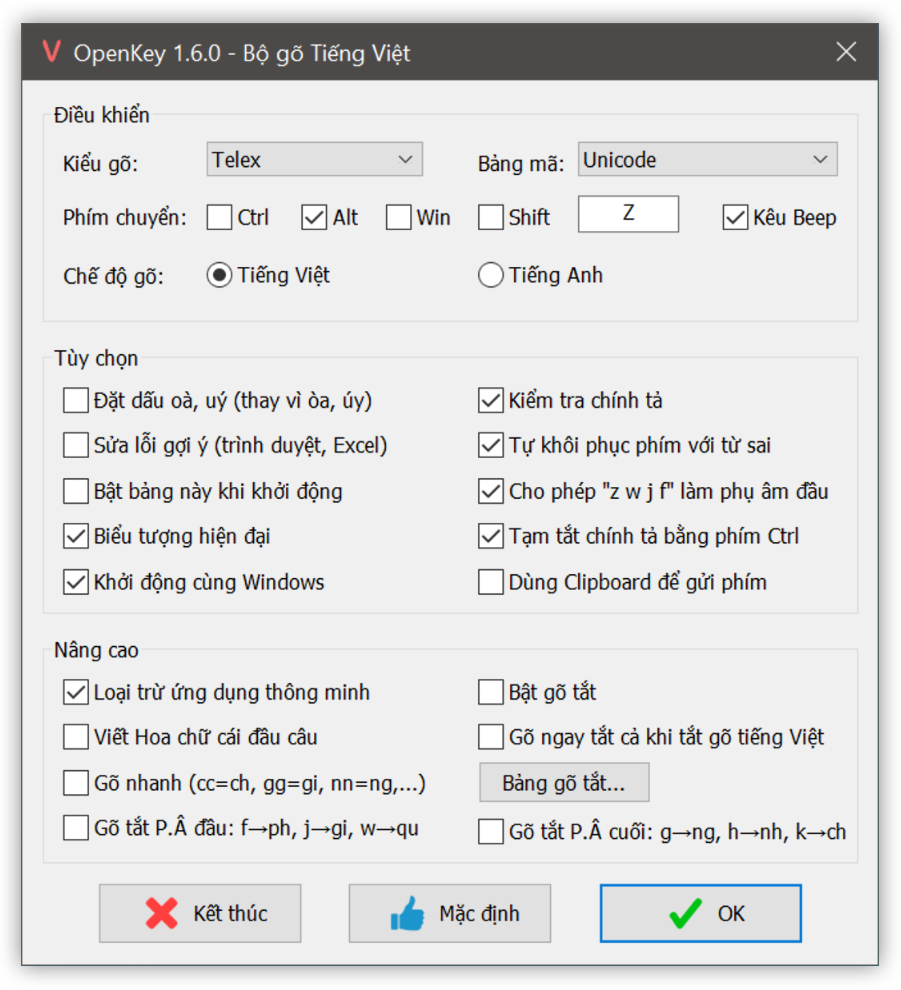 OpenKey 1.6.0 - Bộ gõ Tiếng Việt
Điều khiển
Kiểu gõ: Telex Bảng mã: Unicode
Phím chuyển: Ctrl Alt Win Shift Z Kêu Beep
Chế độ gõ: Tiếng Việt Tiếng Anh
Tùy chọn
Đặt dấu oà, uý (thay vì òa, úy) Kiểm tra chính tả
Sửa lỗi gợi ý (trình duyệt, Excel) Tự khôi phục phím với từ sai
Bật bảng này khi khởi động Cho phép "z w j f" làm phụ âm đầu
Biểu tượng hiện đại Tạm tắt chính tả bằng phím Ctrl
Khởi động cùng Windows Dùng Clipboard để gửi phím
Nâng cao
Loại trừ ứng dụng thông minh Bật gõ tắt
Viết Hoa chữ cái đầu câu Gõ ngay tắt cả khi tắt gõ tiếng Việt
Gõ nhanh (cc=ch, gg=gi, nn=ng,...) Bảng gõ tắt...
Gõ tắt P.Â đầu: f→ph, j→gi, w→qu Gõ tắt P.Â cuối: g→ng, h→nh, k→ch
Kết thúc Mặc định OK